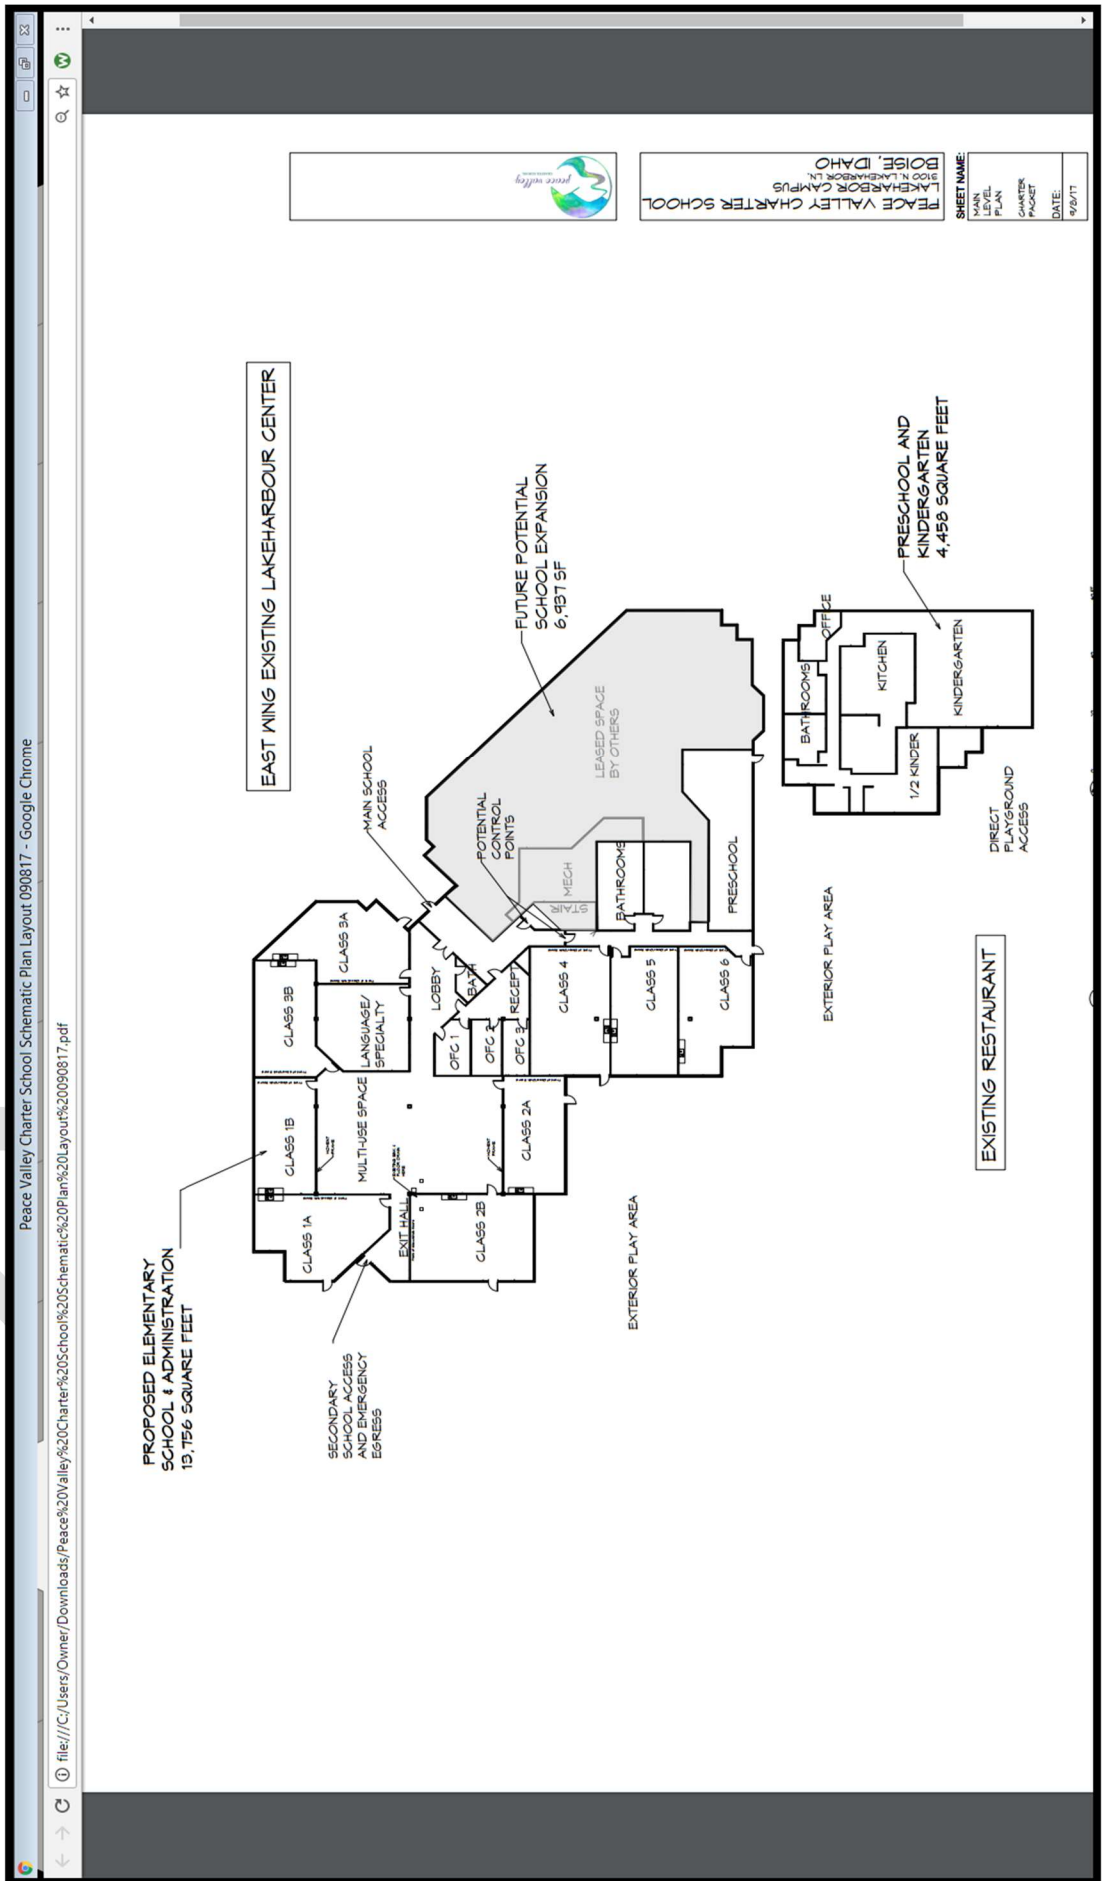 Peace Valley Charter School Schematic Plan Layout 090817 - Google Chrome
file:///C:/Users/Owner/Downloads/Peace%20Valley%20Charter%20School%20Schematic%20Plan%20Layout%20090817.pdf
PROPOSED ELEMENTARY
SCHOOL & ADMINISTRATION
13,756 SQUARE FEET
EAST WING EXISTING LAKEHARBOUR CENTER
SECONDARY
SCHOOL ACCESS
AND EMERGENCY
EGRESS
MAIN SCHOOL
ACCESS
CLASS 1A
CLASS 1B
CLASS 3B
CLASS 3A
MULTI-USE SPACE
LANGUAGE/
SPECIALTY
EXIT HALL
LOBBY
BATH
OFC 1
OFC 2
OFC 3
RECEPT
CLASS 2B
CLASS 2A
CLASS 4
CLASS 5
CLASS 6
POTENTIAL
CONTROL
POINTS
STAIR
MECH
BATHROOMS
LEASED SPACE
BY OTHERS
FUTURE POTENTIAL
SCHOOL EXPANSION
6,937 SF
PRESCHOOL
EXTERIOR PLAY AREA
EXTERIOR PLAY AREA
BATHROOMS
OFFICE
KITCHEN
1/2 KINDER
KINDERGARTEN
PRESCHOOL AND
KINDERGARTEN
4,458 SQUARE FEET
DIRECT
PLAYGROUND
ACCESS
EXISTING RESTAURANT
peace valley
PEACE VALLEY CHARTER SCHOOL
LAKEHARBOR CAMPUS
3100 N. LAKEHARBOR LN.
BOISE, IDAHO
SHEET NAME:
MAIN
LEVEL
PLAN
CHARTER
PACKET
DATE:
9/8/17